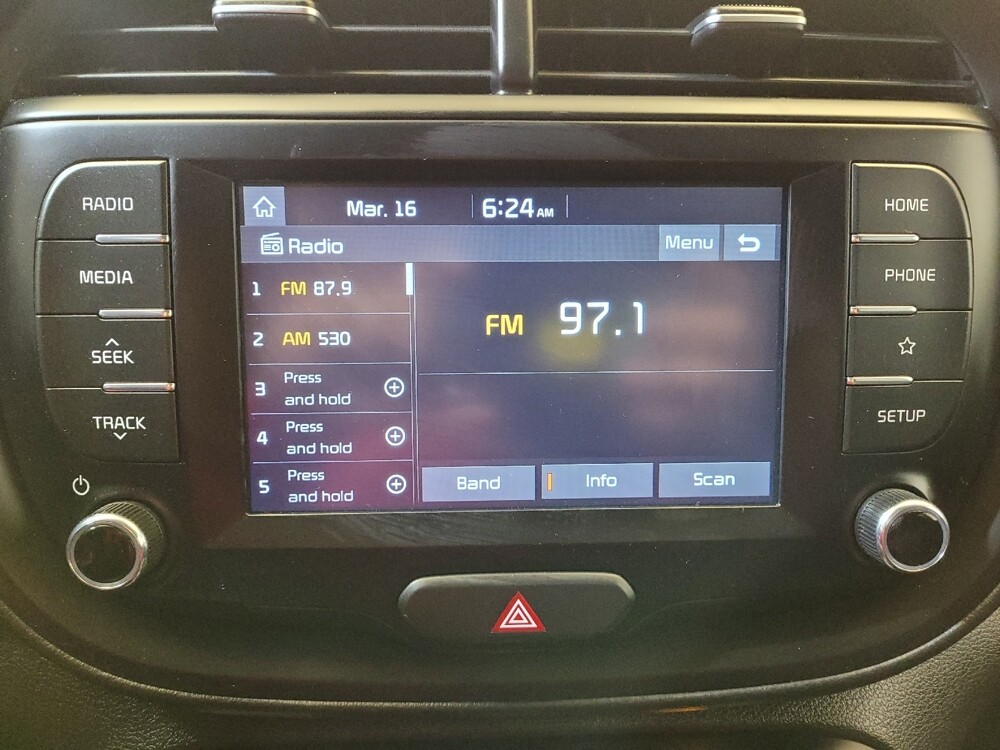 RADIO
MEDIA
SEEK
TRACK
Mar. 16
6:24 AM
Radio
Menu
1 FM 87.9
2 AM 530
3 Press
and hold
4 Press
and hold
5 Press
and hold
FM 97.1
Band
Info
Scan
HOME
PHONE
SETUP